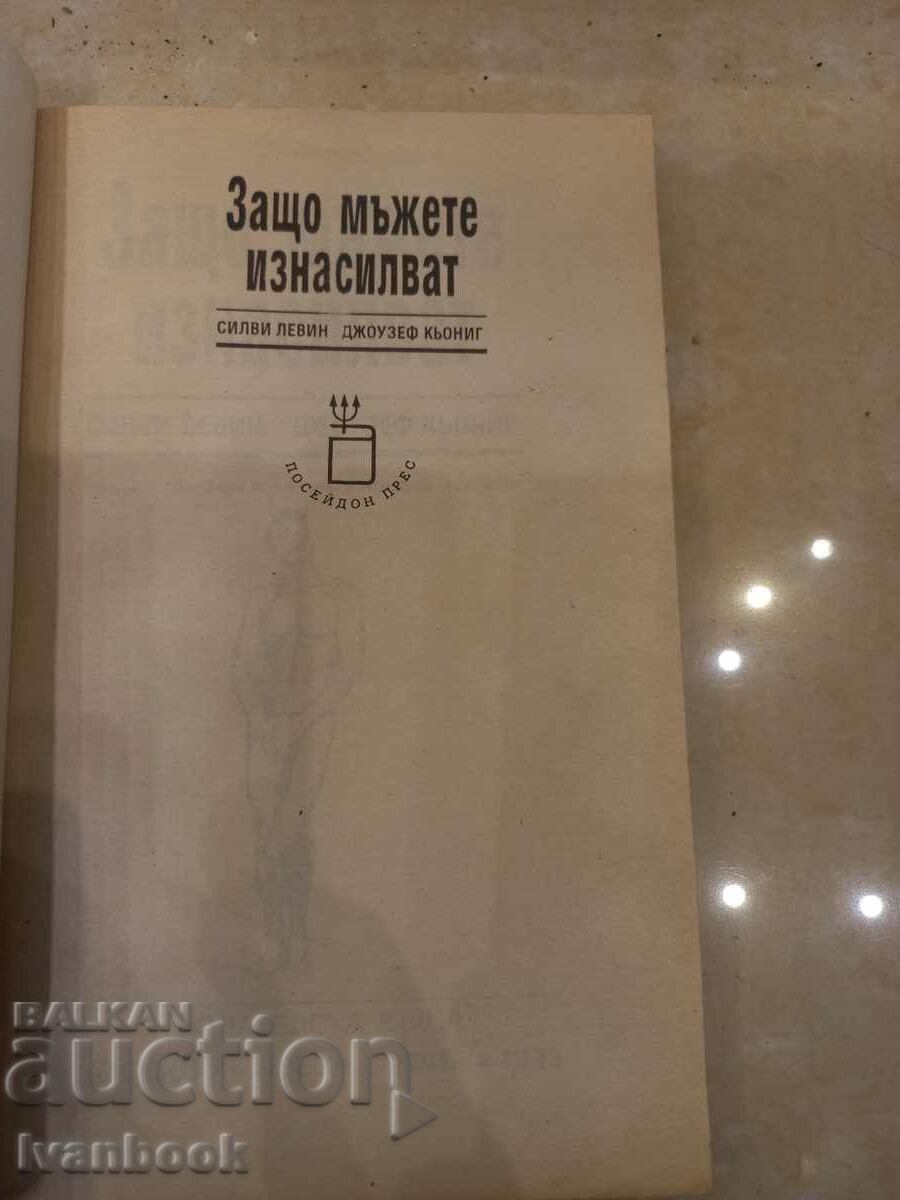 Защо мъжете
изнасилват
СИЛВИ ЛЕВИН ДЖОУЗЕФ КЬОНИГ
ПОСЕЙДОН ПРЕС
BALKAN
auction
Ivanbook